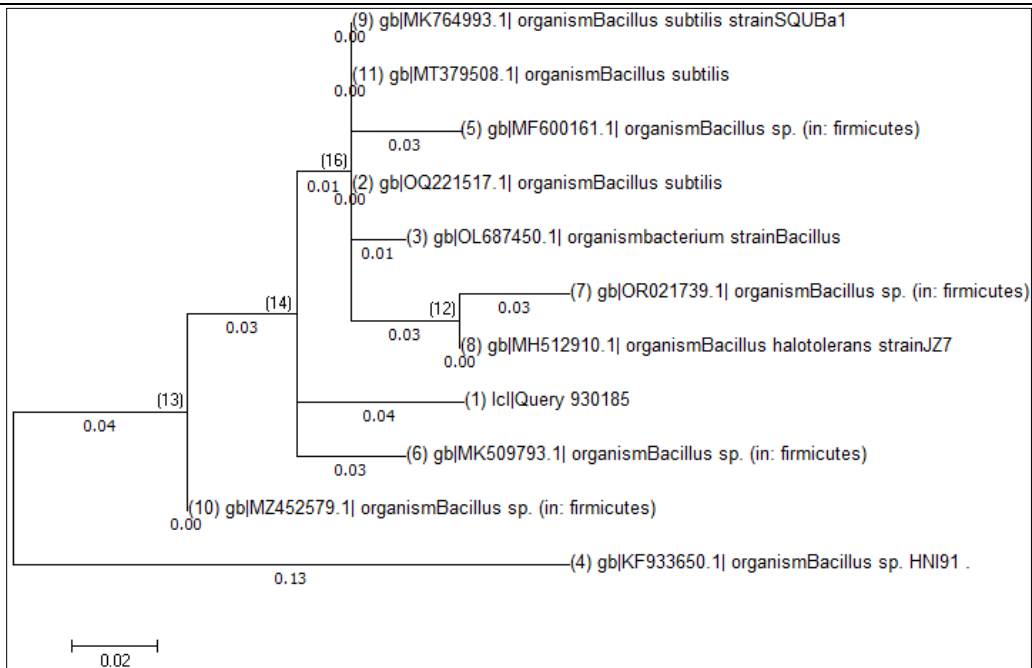 (9) gb|MK764993.1| organismBacillus subtilis strainSQUBa1
0.00
(11) gb|MT379508.1| organismBacillus subtilis
0.00
(5) gb|MF600161.1| organismBacillus sp. (in: firmicutes)
0.03
(16)
0.01
(2) gb|OQ221517.1| organismBacillus subtilis
0.00
(3) gb|OL687450.1| organismbacterium strainBacillus
0.01
(7) gb|OR021739.1| organismBacillus sp. (in: firmicutes)
0.03
(14)
(12)
0.03
0.03
(8) gb|MH512910.1| organismBacillus halotolerans strainJZ7
0.00
(13)
(1) lcl|Query 930185
0.04
0.04
(6) gb|MK509793.1| organismBacillus sp. (in: firmicutes)
0.03
(10) gb|MZ452579.1| organismBacillus sp. (in: firmicutes)
0.00
(4) gb|KF933650.1| organismBacillus sp. HNI91 .
0.13
0.02